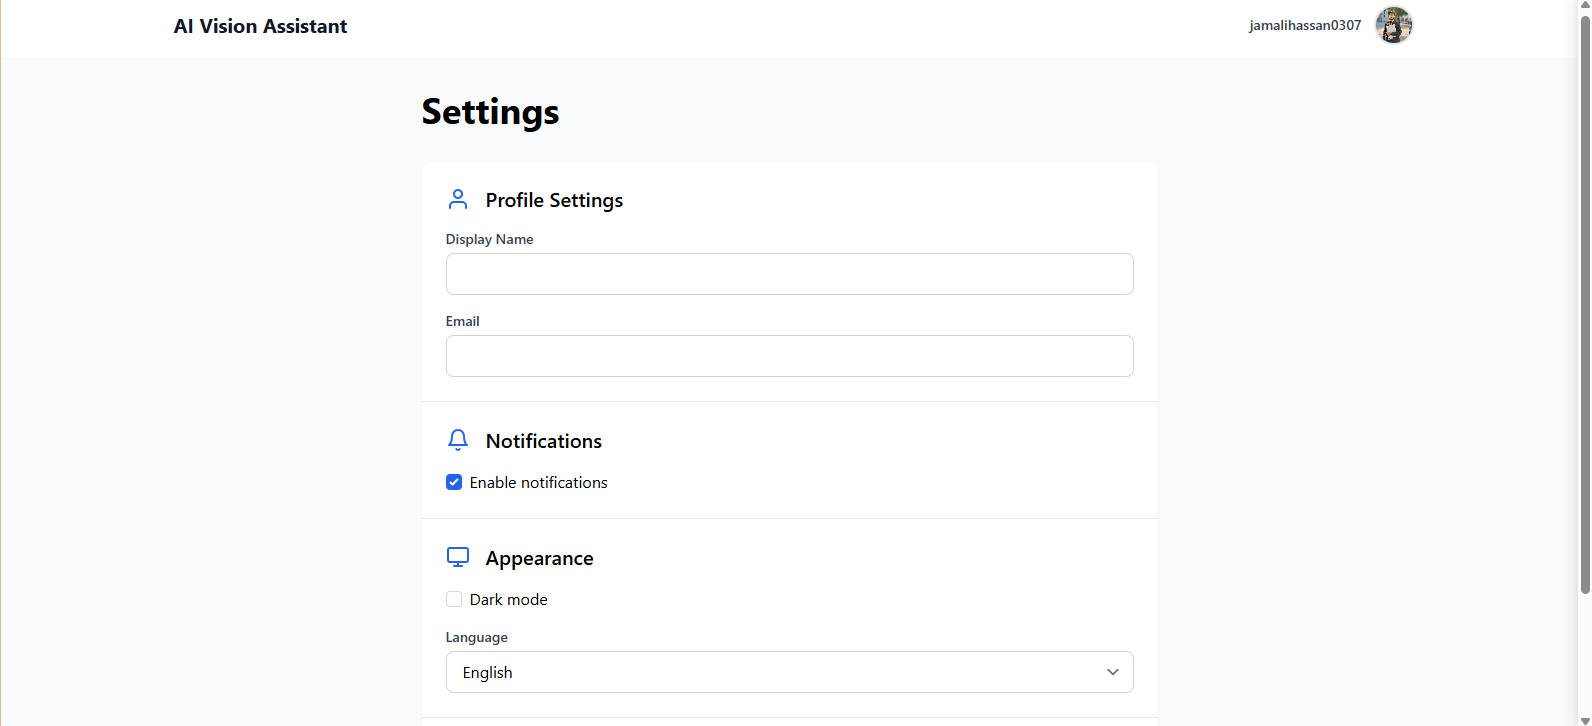 AI Vision Assistant
jamalihassan0307
Settings
Profile Settings
Display Name
Email
Notifications
Enable notifications
Appearance
Dark mode
Language
English